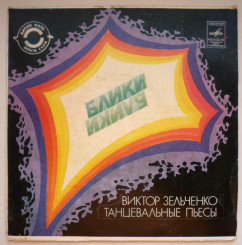 БЛИКИ
БЛИКИ
ВИКТОР ЗЕЛЬЧЕНКО
ТАНЦЕВАЛЬНЫЕ ПЬЕСЫ